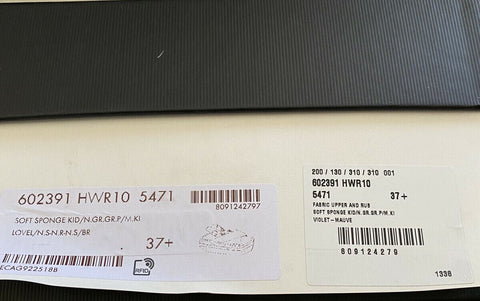 602391 HWR10 5471
8091242797
SOFT SPONGE KID/N.GR.GR.P/M.KI
LOVEL/N.S-N.R-N.S/BR
37+
ECAG922518B
RFID
200 / 130 / 310 / 310 001
602391 HWR10
5471 37+
FABRIC UPPER AND RUB
SOFT SPONGE KID/N.GR.GR.P/M.KI
VIOLET-MAUVE
809124279
1338